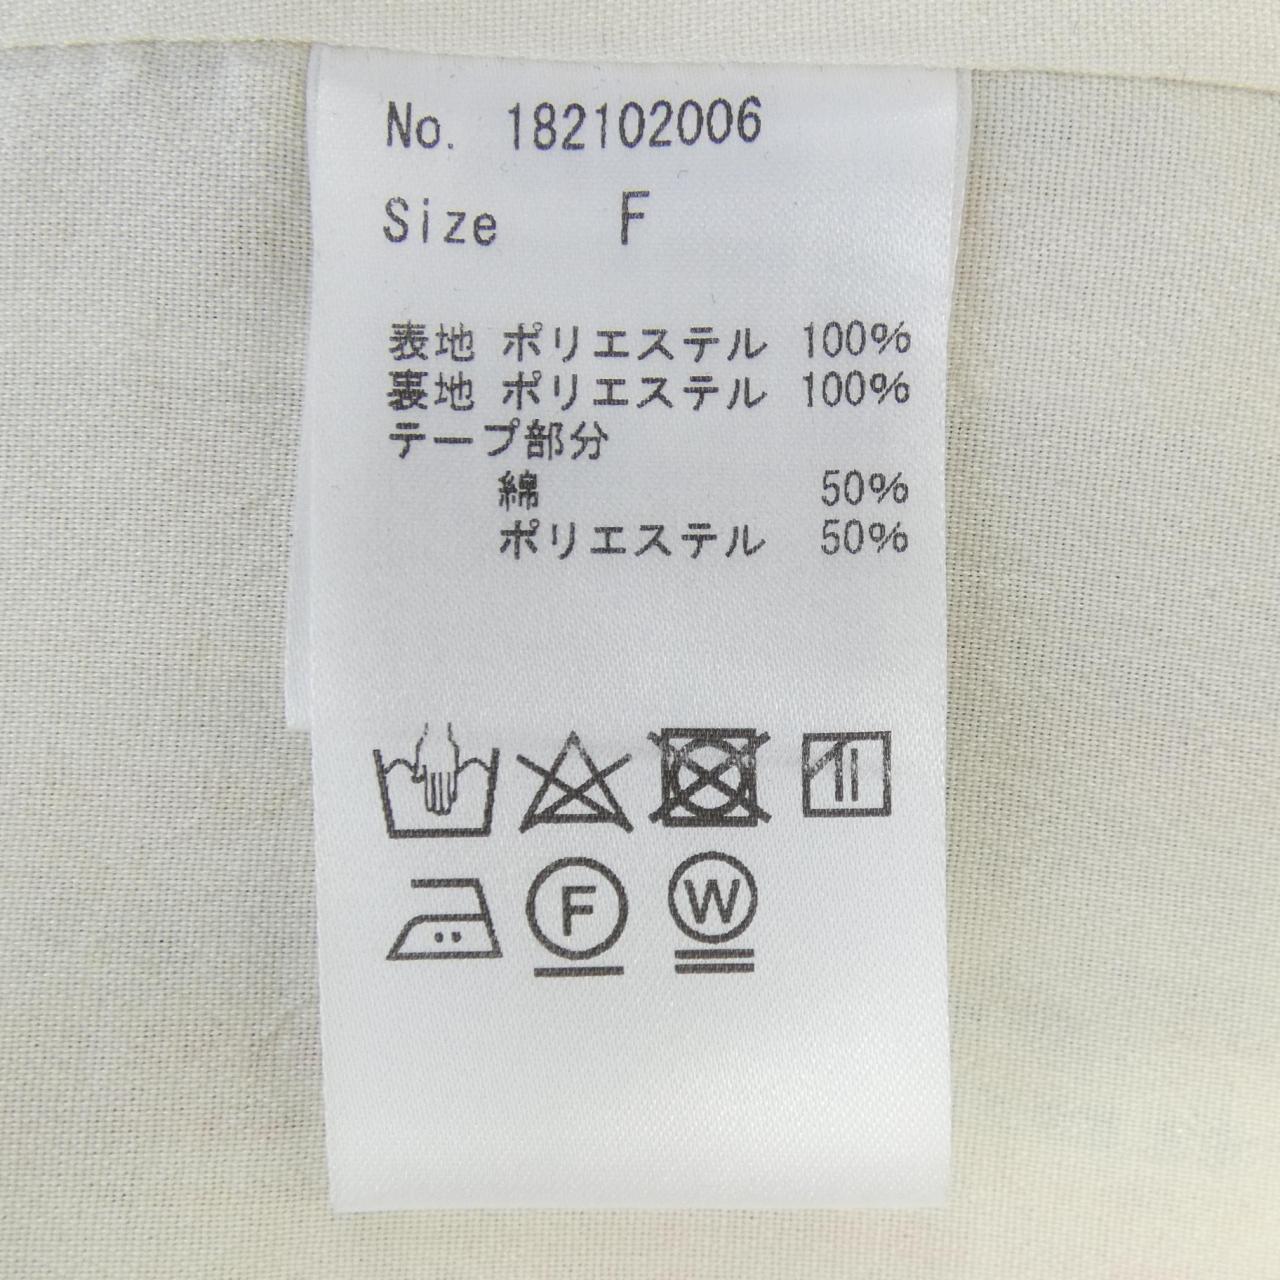 No. 182102006
Size F
表地 ポリエステル 100%
裏地 ポリエステル 100%
テープ部分
綿 50%
ポリエステル 50%
F
W